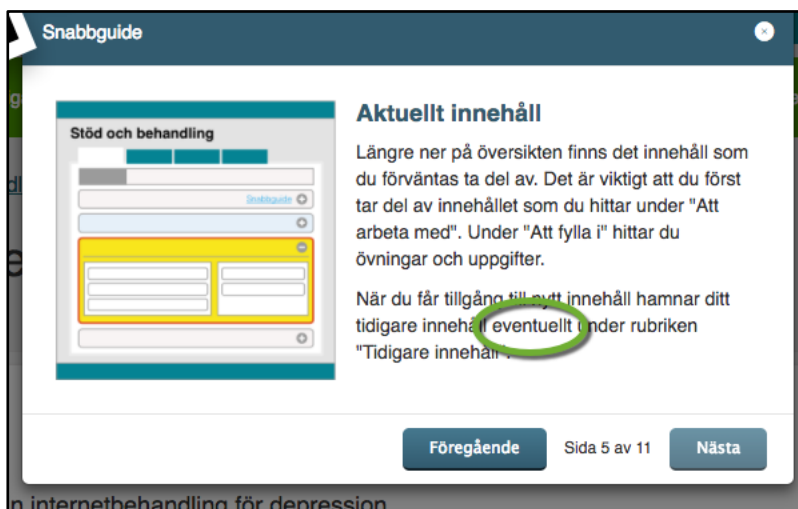 Snabbguide
Stöd och behandling
Snabbguide
Aktuellt innehåll
Längre ner på översikten finns det innehåll som
du förväntas ta del av. Det är viktigt att du först
tar del av innehållet som du hittar under "Att
arbeta med". Under "Att fylla i" hittar du
övningar och uppgifter.
När du får tillgång till nytt innehåll hamnar ditt
tidigare innehåll eventuellt under rubriken
"Tidigare innehåll".
Föregående
Sida 5 av 11
Nästa
n internetbehandling för depression